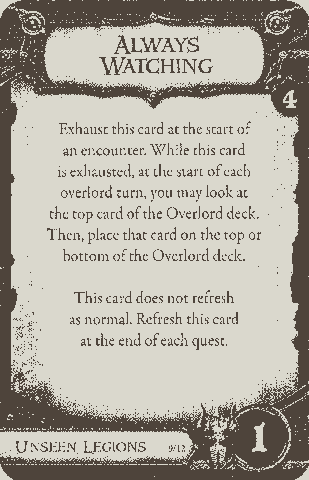 ALWAYS
WATCHING
4
Exhaust this card at the start of
an encounter. While this card
is exhausted, at the start of each
overlord turn, you may look at
the top card of the Overlord deck.
Then, place that card on the top or
bottom of the Overlord deck.
This card does not refresh
as normal. Refresh this card
at the end of each quest.
UNSEEN LEGIONS 9/12
1